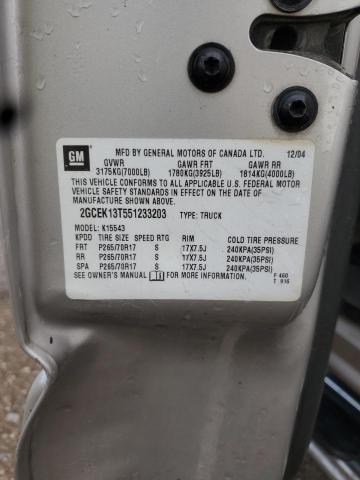 GM
MFD BY GENERAL MOTORS OF CANADA LTD. 12/04
GVWR GAWR FRT GAWR RR
3175KG(7000LB) 1780KG(3925LB) 1814KG(4000LB)
THIS VEHICLE CONFORMS TO ALL APPLICABLE U.S. FEDERAL MOTOR
VEHICLE SAFETY STANDARDS IN EFFECT ON THE DATE OF
MANUFACTURE SHOWN ABOVE.
2GCEK13T551233203 TYPE: TRUCK
MODEL: K15543
KPDD TIRE SIZE SPEED RTG RIM COLD TIRE PRESSURE
FRT P265/70R17 S 17X7.5J 240KPA(35PSI)
RR P265/70R17 S 17X7.5J 240KPA(35PSI)
SPA P265/70R17 S 17X7.5J 240KPA(35PSI)
SEE OWNER'S MANUAL FOR MORE INFORMATION. F 460
T 916